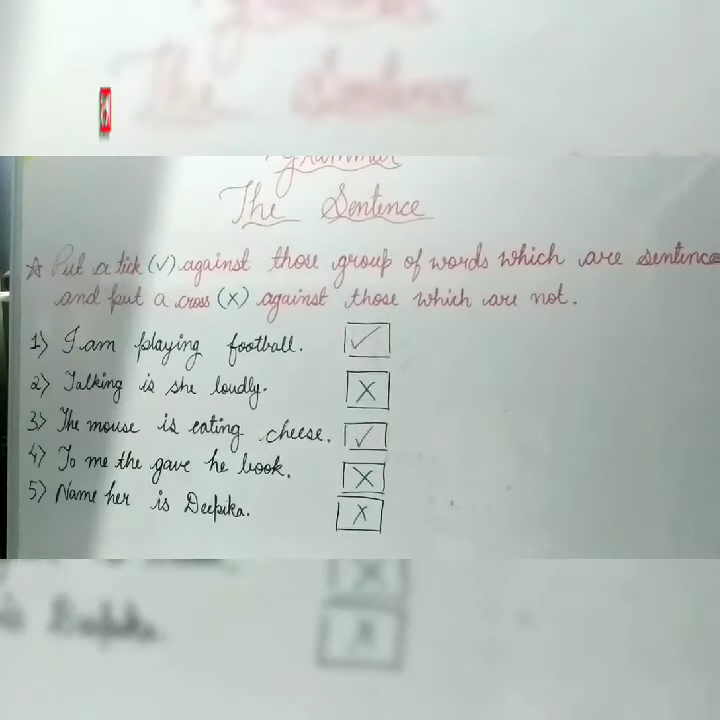 Grammar
The Sentence
☆ Put a tick (✓) against those group of words which are sentence
and put a cross (X) against those which are not.
1) I am playing football. ✓
2) Talking is she loudly. X
3) The mouse is eating cheese. ✓
4) To me the gave he book. X
5) Name her is Deepika. X